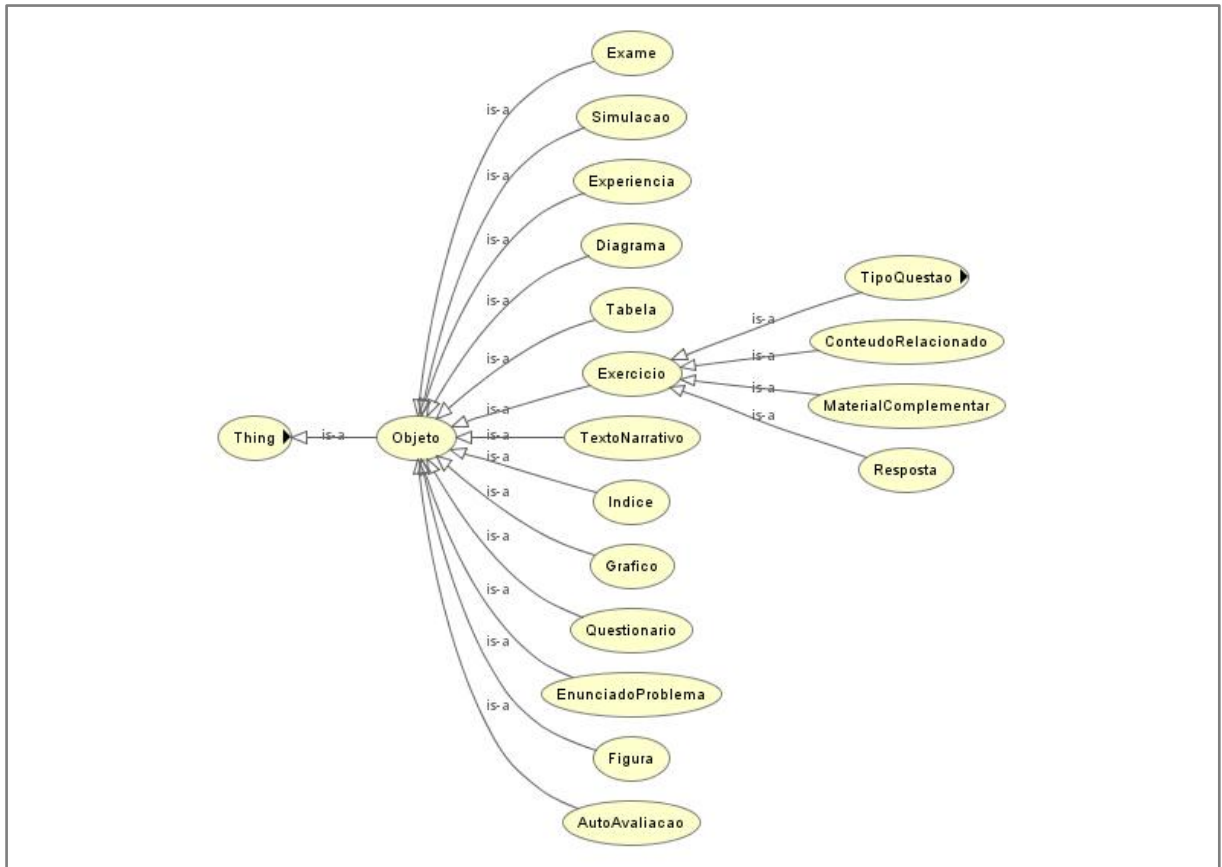 Exame
is-a
Simulacao
is-a
Experiencia
is-a
Diagrama
is-a
Tabela
is-a
Exercicio
is-a
TipoQuestao
is-a
ConteudoRelacionado
is-a
MaterialComplementar
is-a
Resposta
is-a
Thing
is-a
Objeto
is-a
TextoNarrativo
is-a
Indice
is-a
Grafico
is-a
Questionario
is-a
EnunciadoProblema
is-a
Figura
is-a
AutoAvaliacao